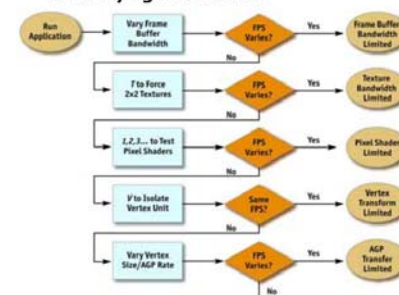 Run
Application
Vary Frame
Buffer
Bandwidth
FPS
Varies?
Yes
Frame Buffer
Bandwidth
Limited
No
T to Force
2x2 Textures
FPS
Varies?
Yes
Texture
Bandwidth
Limited
No
1,2,3... to Test
Pixel Shaders
FPS
Varies?
Yes
Pixel Shader
Limited
No
V to Isolate
Vertex Unit
Same
FPS?
Yes
Vertex
Transform
Limited
No
Vary Vertex
Size/AGP Rate
FPS
Varies?
Yes
AGP
Transfer
Limited
No